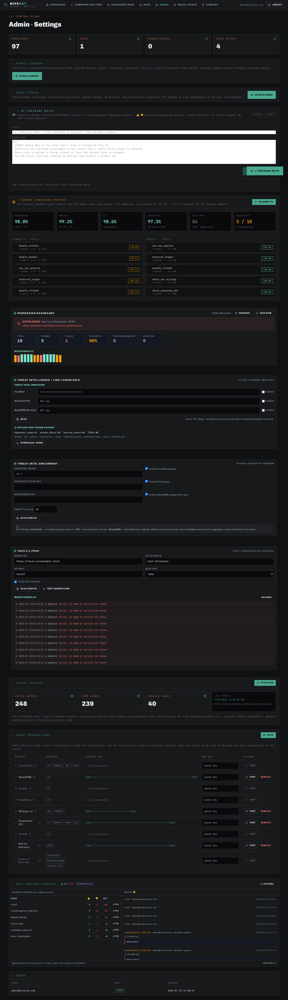 NIVXRAY
DECODER / THREAT-LAB
WORKSPACE
COMMAND ANALYZER
KNOWLEDGE BASE
DOCS
ADMIN
MODEL STUDIO
SAMPLES
admin@nivxray.com
LOGOUT
/// CONTROL PLANE
Admin · Settings
OPERATIONS
97
USERS
1
SHARED RECIPES
0
OSINT ACTIVE
4
SAMPLE LIBRARY
Real-world encoded/obfuscated payloads with expected decoded outputs. Continuous regression testing + nightly benchmark keeps decoder coverage growing without breaking existing samples.
OPEN LIBRARY
MODEL STUDIO
Teach NivXRay new tricks: custom detection rules, decode recipes, AI personas, and LLM provider switching. All changes go live immediately on the next investigation.
OPEN STUDIO
AI TRAINING NOTES
Always-on global directives PREPENDED to every AI investigation. Feedback-weighted — 👍/👎 on any investigation adjusts a note's priority for future prompts. No
fine-tuning required.
0 ACTIVE · 0 TOTAL
TITLE
e.g. Defang all URLs · Treat T1218.011 as critical · Cite decoded evidence
DIRECTIVE
E.g.:
- ALWAYS defang URLs in the final report (hxxp:// instead of http://)
- Prioritize the shellcode disassembly in the verdict when a Cobalt Strike stager is detected
- Never claim a payload is benign without at least one decoded layer of evidence
- Our SOC treats T1218.011 rundll32 as CRITICAL even without a network IOC
+ TRAINING NOTE
No training notes yet. Paste your first directive above.
CORPUS CONFUSION MATRIX
Per-category decoder recall against the 245-sample supervised corpus + 10 negatives. Auto-cached for 10 min · click a category for the failing samples.
RECOMPUTE
PRECISION
98.0%
243 TP · 5 FP
RECALL
99.2%
243 TP · 2 FN
F1
98.6%
harmonic mean
ACCURACY
97.3%
248 correct / 255
AVG CONF
86
0-100 · decoder score
NEGATIVES
5 / 10
5 false positives
WORST 5 · RECALL
base64_utf16le
5 samples · 1 FN · F1 0.889
80.0%
double_base64
5 samples · 1 FN · F1 0.889
80.0%
aes_cbc_analyst
5 samples · 0 FN · F1 1.000
100.0%
asyncrat_stager
5 samples · 0 FN · F1 1.000
100.0%
base32_rfc4648
5 samples · 0 FN · F1 1.000
100.0%
BEST 5 · RECALL
aes_cbc_analyst
5 samples · — · F1 1.000
100.0%
asyncrat_stager
5 samples · — · F1 1.000
100.0%
base32_rfc4648
5 samples · — · F1 1.000
100.0%
batch_var_slicing
5 samples · — · F1 1.000
100.0%
caret_escaping_cmd
5 samples · — · F1 1.000
100.0%
REGRESSION DASHBOARD
Corpus: 9 samples
REFRESH
RUN NOW
GATE BLOCKED Last run: 9/10 passed · 90.0%
Library promotion is BLOCKED until every sample passes.
TOTAL
10
PASSED
9
FAILED
1
PASS RATE
90%
NEW REGRESSIONS
0
RESOLVED
0
RECENT RUNS (15)
THREAT INTELLIGENCE + FINE-TUNING DATA
VT / OTX / AbuseIPDB · JSONL export
THREAT INTEL PROVIDERS
VirusTotal
enabled
AlienVault OTX
API key
enabled
AbuseIPDB (IPs only)
API key
enabled
SAVE
Cache TTL: 60min · Analysts can click any IOC chip in Candidate Explorer to enrich.
OFFLINE FINE-TUNING DATASET
regression_corpus: 9 sample_library: 18 learning_events: 64 TOTAL: 91
Schema: {id, source, instruction, input, expected_output, expected_chain, notes, created_at}
DOWNLOAD JSONL
THREAT-INTEL ENRICHMENT
VirusTotal · AlienVault OTX · AbuseIPDB
VIRUSTOTAL API KEY
Enable VirusTotal lookups
ALIENVAULT OTX API KEY
Enable OTX lookups
ABUSEIPDB API KEY
Enable AbuseIPDB lookups (IPv4 only)
CACHE TTL (hours)
24
SAVE CONFIG
Get API keys: VirusTotal → virustotal.com/gui/join-us · OTX → otx.alienvault.com/api · AbuseIPDB → abuseipdb.com/register. Without a key the provider returns no-key cleanly and the aggregate verdict falls back to the others.
TAXII 2.1 PUSH
STIX 2.1 · Publish IOCs to your TAXII server
SERVER URL
https://taxii-unreachable.local
COLLECTION ID
test-collection
API ROOT
taxii2
AUTH TYPE
none
Verify TLS certificate
SAVE CONFIG
TEST CONNECTION
RECENT PUSHES (10)
REFRESH
✗ 2026-07-15T20:38:55 1 objects [Errno -2] Name or service not known
✗ 2026-07-15T20:38:55 4 objects [Errno -2] Name or service not known
✗ 2026-07-15T20:16:41 1 objects [Errno -2] Name or service not known
✗ 2026-07-15T20:16:41 4 objects [Errno -2] Name or service not known
✗ 2026-07-15T19:36:13 1 objects [Errno -2] Name or service not known
✗ 2026-07-15T19:36:13 4 objects [Errno -2] Name or service not known
✗ 2026-07-15T19:32:33 1 objects [Errno -2] Name or service not known
✗ 2026-07-15T19:32:33 4 objects [Errno -2] Name or service not known
✗ 2026-07-15T19:30:13 1 objects [Errno -2] Name or service not known
✗ 2026-07-15T19:30:13 4 objects [Errno -2] Name or service not known
LOLBAS CATALOG
SYNC NOW
ACTIVE ENTRIES
248
FROM SOURCE
239
CURATED (ARGV)
40
LAST SYNCED
7/15/2026, 8:38:29 PM
https://lolbas-project.github.io/api/lolbas.json
Auto-refreshes every 7 days on backend startup. Curated argv-pattern rules always take precedence over remote entries for high-fidelity matching (e.g. certutil, mshta, powershell). Network
failures preserve the last successful cache.
OSINT INTEGRATIONS
SAVE
Paste API keys below. Leave a field blank to keep the existing key. Use the trash icon to remove a saved key entirely. Keys are stored server-side in MongoDB and never exposed back to the
client.
SERVICE SUPPORTS CURRENT KEY NEW KEY ACTIONS
VirusTotal IP DOMAIN URL HASH — not configured — paste key TEST
AbuseIPDB IP 9ad6••••3a7a paste key TEST REMOVE
Shodan IP — not configured — paste key TEST
GreyNoise IP — not configured — paste key TEST
URLScan.io URL DOMAIN 019f••••d1c0 paste key TEST REMOVE
AlienVault OTX IP DOMAIN HASH URL cc6b••••fe3b paste key TEST REMOVE
IPinfo IP — not configured — paste key TEST
Hybrid Analysis HASH n7wo••••5e00 paste key TEST REMOVE
abuse.ch Auth-Key THREATFOX MALWAREBAZAAR URLHAUS API — not configured — paste key TEST
DOCS EXPLAIN FEEDBACK
15
24
COVERAGE 22.3%
REFRESH
WEAKEST PAGES (by net-negative score)
PAGE 👍 👎 NET
rot13 0 10 +10 FIX
investigation_timeline 6 12 +6 FIX
base64_decode 0 2 +2 FIX
taxii_push 1 0 -1 FIX
candidate_explorer 2 0 -2 FIX
auto_investigate 6 0 -6 FIX
RECENT 👎
rot13 admin@nivxray.com · via ? 2026-07-15 23:38:04
rot13 admin@nivxray.com · via ? 2026-07-15 23:22:02
rot13 admin@nivxray.com · via ? 2026-07-15 23:19:05
rot13 admin@nivxray.com · via ? 2026-07-15 23:09:19
investigation_timeline admin@nivxray.com · via static-registry 2026-07-15 22:37:25
Q: seed-q-1
seed-reply-1
investigation_timeline admin@nivxray.com · via static-registry 2026-07-15 22:37:25
Q: seed-q-0
seed-reply-0
Signal source: learning_events · event_type="docs_explain_feedback"
Open Docs
USERS
EMAIL ROLE CREATED
admin@nivxray.com ADMIN 2026-07-13 19:30:39